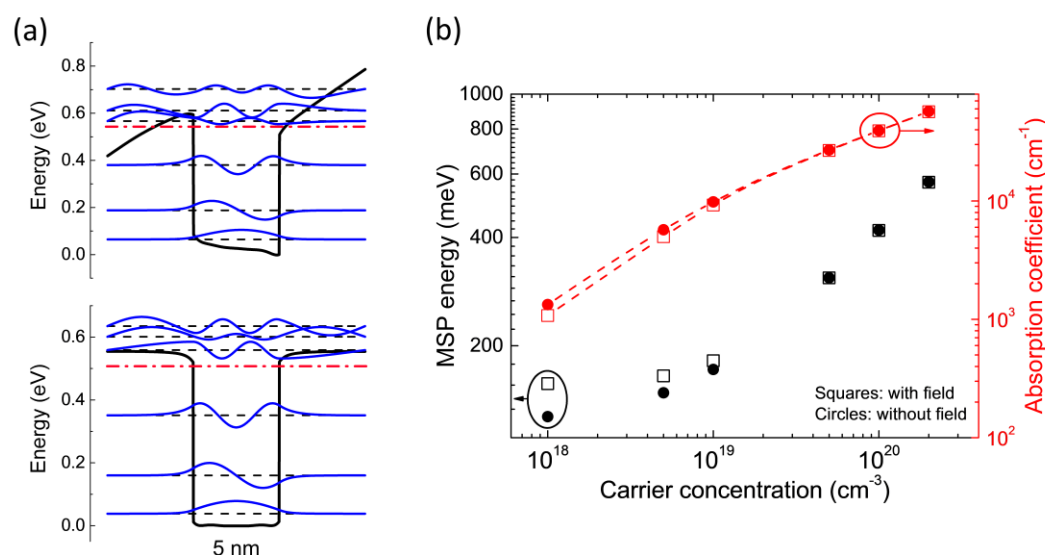 (a)
0.8
0.6
0.4
0.2
0.0
Energy (eV)
0.6
0.4
0.2
0.0
Energy (eV)
5 nm
(b)
1000
800
600
400
200
MSP energy (meV)
10^18
10^19
10^20
Carrier concentration (cm^-3)
10^4
10^3
10^2
Absorption coefficient (cm^-1)
Squares: with field
Circles: without field